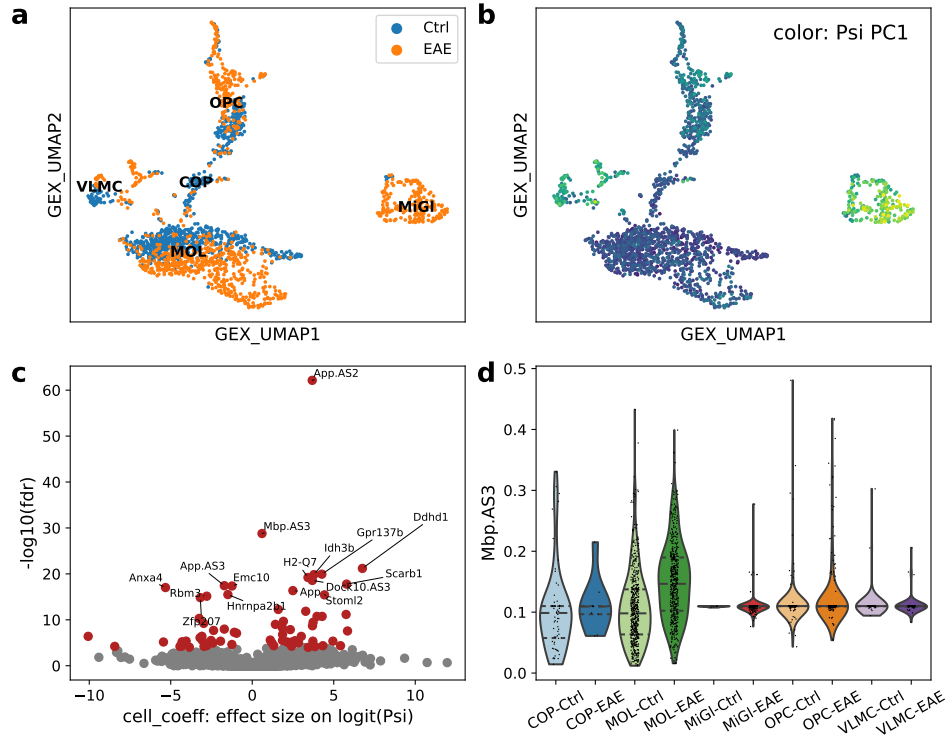 a
Ctrl
EAE
OPC
VLMC
COP
MiGl
MOL
GEX_UMAP2
GEX_UMAP1
b
color: Psi PC1
GEX_UMAP2
GEX_UMAP1
c
App.AS2
Mbp.AS3
Ddhd1
Gpr137b
Idh3b
H2-Q7
App.AS3
Emc10
Scarb1
Anxa4
Rbm3
App
Dock10.AS3
Hnrnpa2b1
Stoml2
Zfp207
60
50
40
30
20
10
0
-log10(fdr)
−10
−5
0
5
10
cell_coeff: effect size on logit(Psi)
d
0.5
0.4
0.3
0.2
0.1
0.0
Mbp.AS3
COP-Ctrl
COP-EAE
MOL-Ctrl
MOL-EAE
MiGl-Ctrl
MiGl-EAE
OPC-Ctrl
OPC-EAE
VLMC-Ctrl
VLMC-EAE